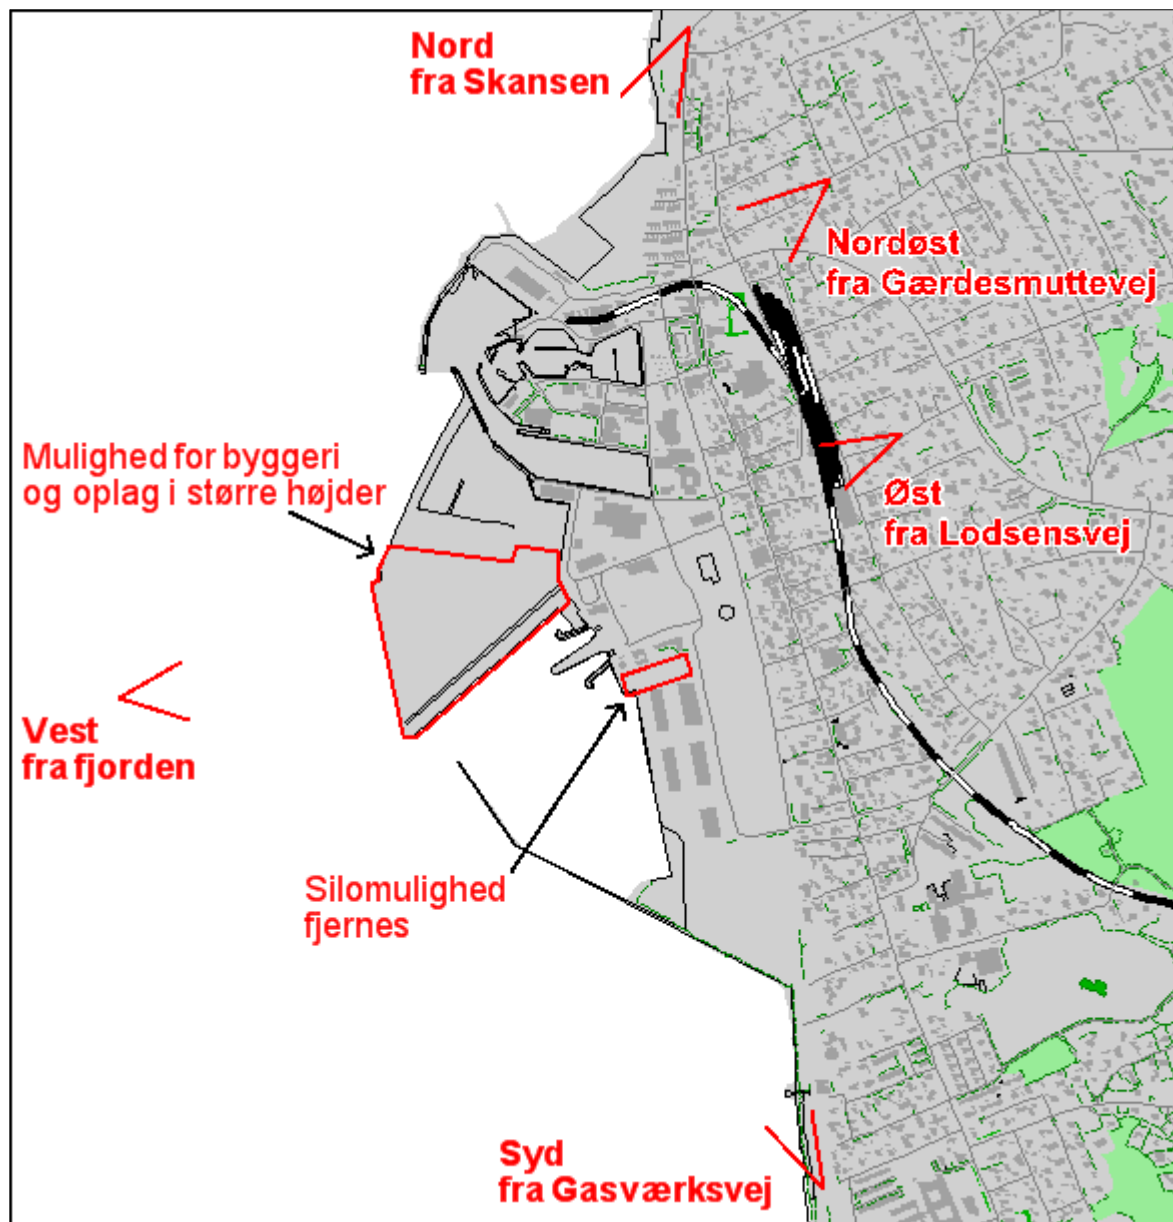 Nord
fra Skansen
Nordøst
fra Gærdesmuttevej
Mulighed for byggeri
og oplag i større højder
Øst
fra Lodsensvej
Vest
fra fjorden
Silomulighed
fjernes
Syd
fra Gasværksvej